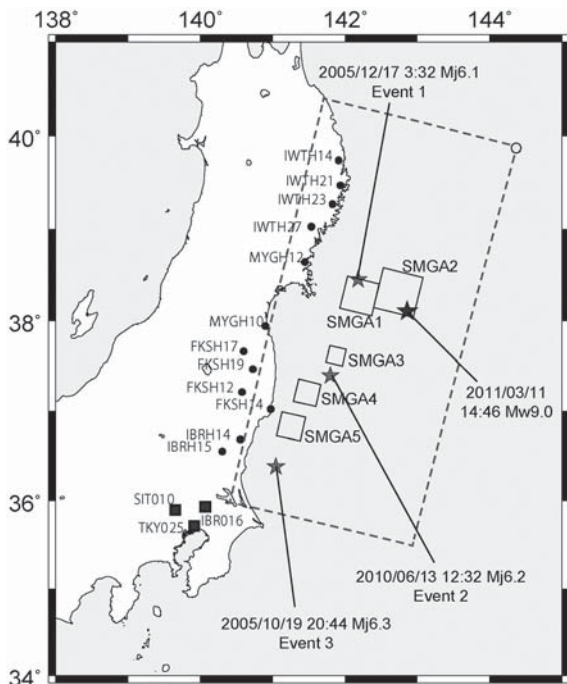 138° 140° 142° 144°
2005/12/17 3:32 Mj6.1
Event 1
40°
IWTH14
IWTH21
IWTH23
IWTH27
MYGH12
SMGA2
SMGA1
38°
MYGH10
FKSH17
FKSH19
SMGA3
FKSH12
SMGA4
FKSH14
2011/03/11
14:46 Mw9.0
SMGA5
IBRH14
IBRH15
36°
SIT010
IBR016
TKY025
2010/06/13 12:32 Mj6.2
Event 2
2005/10/19 20:44 Mj6.3
Event 3
34°